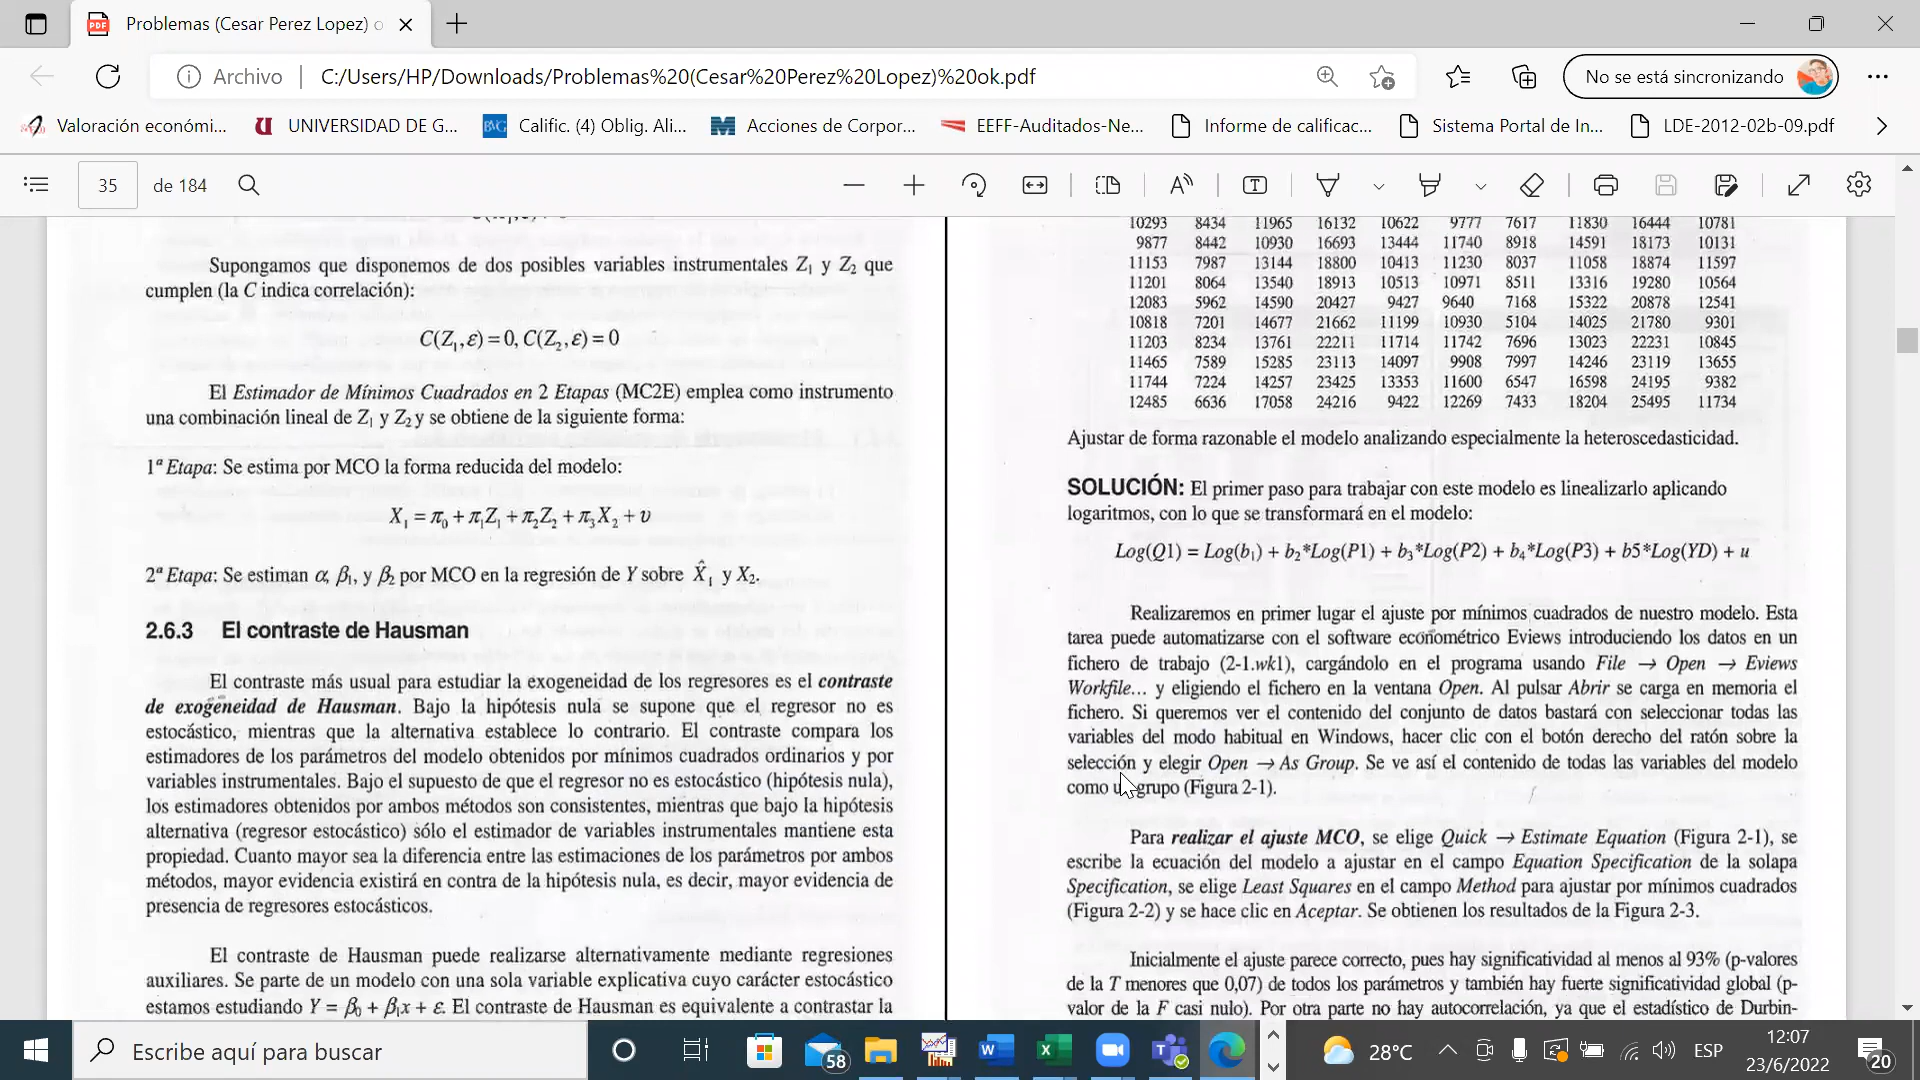 Problemas (Cesar Perez Lopez) o
Archivo
C:/Users/HP/Downloads/Problemas%20(Cesar%20Perez%20Lopez)%20ok.pdf
No se está sincronizando
Valoración económi...
UNIVERSIDAD DE G...
Calific. (4) Oblig. Ali...
Acciones de Corpor...
EEFF-Auditados-Ne...
Informe de calificac...
Sistema Portal de In...
LDE-2012-02b-09.pdf
35 de 184
Supongamos que disponemos de dos posibles variables instrumentales Z₁ y Z₂ que
cumplen (la C indica correlación):
C(Z₁,ε) = 0, C(Z₂,ε) = 0
El Estimador de Mínimos Cuadrados en 2 Etapas (MC2E) emplea como instrumento
una combinación lineal de Z₁ y Z₂ y se obtiene de la siguiente forma:
1ª Etapa: Se estima por MCO la forma reducida del modelo:
X₁ = π₀ + π₁Z₁ + π₂Z₂ + π₃X₂ + υ
2ª Etapa: Se estiman α, β₁, y β₂ por MCO en la regresión de Y sobre X̂₁ y X₂.
2.6.3 El contraste de Hausman
El contraste más usual para estudiar la exogeneidad de los regresores es el contraste
de exogeneidad de Hausman. Bajo la hipótesis nula se supone que el regresor no es
estocástico, mientras que la alternativa establece lo contrario. El contraste compara los
estimadores de los parámetros del modelo obtenidos por mínimos cuadrados ordinarios y por
variables instrumentales. Bajo el supuesto de que el regresor no es estocástico (hipótesis nula),
los estimadores obtenidos por ambos métodos son consistentes, mientras que bajo la hipótesis
alternativa (regresor estocástico) sólo el estimador de variables instrumentales mantiene esta
propiedad. Cuanto mayor sea la diferencia entre las estimaciones de los parámetros por ambos
métodos, mayor evidencia existirá en contra de la hipótesis nula, es decir, mayor evidencia de
presencia de regresores estocásticos.
El contraste de Hausman puede realizarse alternativamente mediante regresiones
auxiliares. Se parte de un modelo con una sola variable explicativa cuyo carácter estocástico
estamos estudiando Y = β₀ + β₁x + ε. El contraste de Hausman es equivalente a contrastar la
10293 8434 11965 16132 10622 9777 7617 11830 16444 10781
9877 8442 10930 16693 13444 11740 8918 14591 18173 10131
11153 7987 13144 18800 10413 11230 8037 11058 18874 11597
11201 8064 13540 18913 10513 10971 8511 13316 19280 10564
12083 5962 14590 20427 9427 9640 7168 15322 20878 12541
10818 7201 14677 21662 11199 10930 5104 14025 21780 9301
11203 8234 13761 22211 11714 11742 7696 13023 22231 10845
11465 7589 15285 23113 14097 9908 7997 14246 23119 13655
11744 7224 14257 23425 13353 11600 6547 16598 24195 9382
12485 6636 17058 24216 9422 12269 7433 18204 25495 11734
Ajustar de forma razonable el modelo analizando especialmente la heteroscedasticidad.
SOLUCIÓN: El primer paso para trabajar con este modelo es linealizarlo aplicando
logaritmos, con lo que se transformará en el modelo:
Log(Q1) = Log(b₁) + b₂*Log(P1) + b₃*Log(P2) + b₄*Log(P3) + b5*Log(YD) + u
Realizaremos en primer lugar el ajuste por mínimos cuadrados de nuestro modelo. Esta
tarea puede automatizarse con el software econométrico Eviews introduciendo los datos en un
fichero de trabajo (2-1.wk1), cargándolo en el programa usando File → Open → Eviews
Workfile... y eligiendo el fichero en la ventana Open. Al pulsar Abrir se carga en memoria el
fichero. Si queremos ver el contenido del conjunto de datos bastará con seleccionar todas las
variables del modo habitual en Windows, hacer clic con el botón derecho del ratón sobre la
selección y elegir Open → As Group. Se ve así el contenido de todas las variables del modelo
como grupo (Figura 2-1).
Para realizar el ajuste MCO, se elige Quick → Estimate Equation (Figura 2-1), se
escribe la ecuación del modelo a ajustar en el campo Equation Specification de la solapa
Specification, se elige Least Squares en el campo Method para ajustar por mínimos cuadrados
(Figura 2-2) y se hace clic en Aceptar. Se obtienen los resultados de la Figura 2-3.
Inicialmente el ajuste parece correcto, pues hay significatividad al menos al 93% (p-valores
de la T menores que 0,07) de todos los parámetros y también hay fuerte significatividad global (p-
valor de la F casi nulo). Por otra parte no hay autocorrelación, ya que el estadístico de Durbin-
Escribe aquí para buscar
58
28°C
ESP
12:07
23/6/2022
20